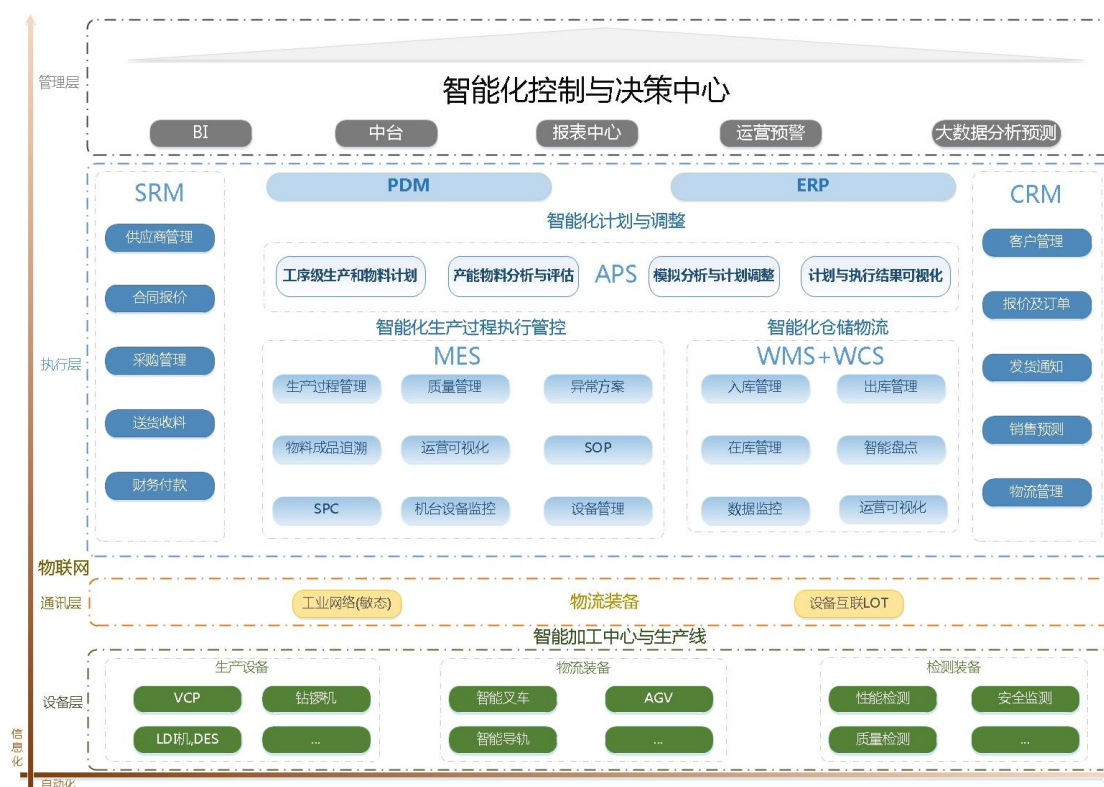 管理层
智能化控制与决策中心
BI
中台
报表中心
运营预警
大数据分析预测
执行层
SRM
供应商管理
合同报价
采购管理
送货收料
财务付款
PDM
ERP
智能化计划与调整
工序级生产和物料计划
产能物料分析与评估
APS
模拟分析与计划调整
计划与执行结果可视化
智能化生产过程执行管控
MES
生产过程管理
质量管理
异常方案
物料成品追溯
运营可视化
SOP
SPC
机台设备监控
设备管理
智能化仓储物流
WMS+WCS
入库管理
出库管理
在库管理
智能盘点
数据监控
运营可视化
CRM
客户管理
报价及订单
发货通知
销售预测
物流管理
物联网
通讯层
工业网络(敏态)
物流装备
设备互联LOT
智能加工中心与生产线
设备层
生产设备
VCP
钻锣机
LDI机,DES
...
物流装备
智能叉车
AGV
智能导轨
...
检测装备
性能检测
安全监测
质量检测
...
信息化
自动化